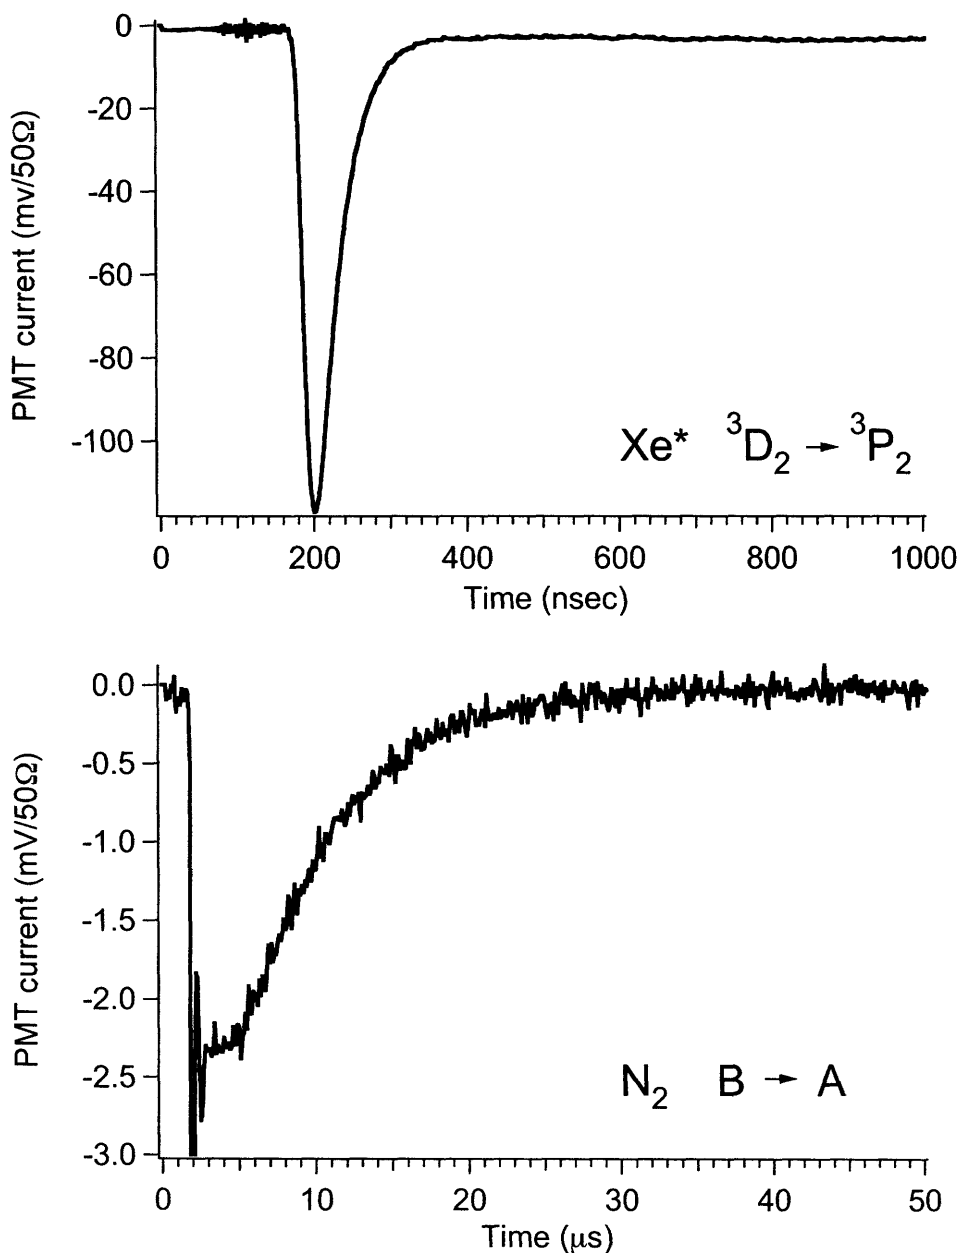 PMT current (mv/50Ω)
0
-20
-40
-60
-80
-100
Xe* ³D₂ → ³P₂
0 200 400 600 800 1000
Time (nsec)
PMT current (mV/50Ω)
0.0
-0.5
-1.0
-1.5
-2.0
-2.5
-3.0
N₂ B → A
0 10 20 30 40 50
Time (μs)